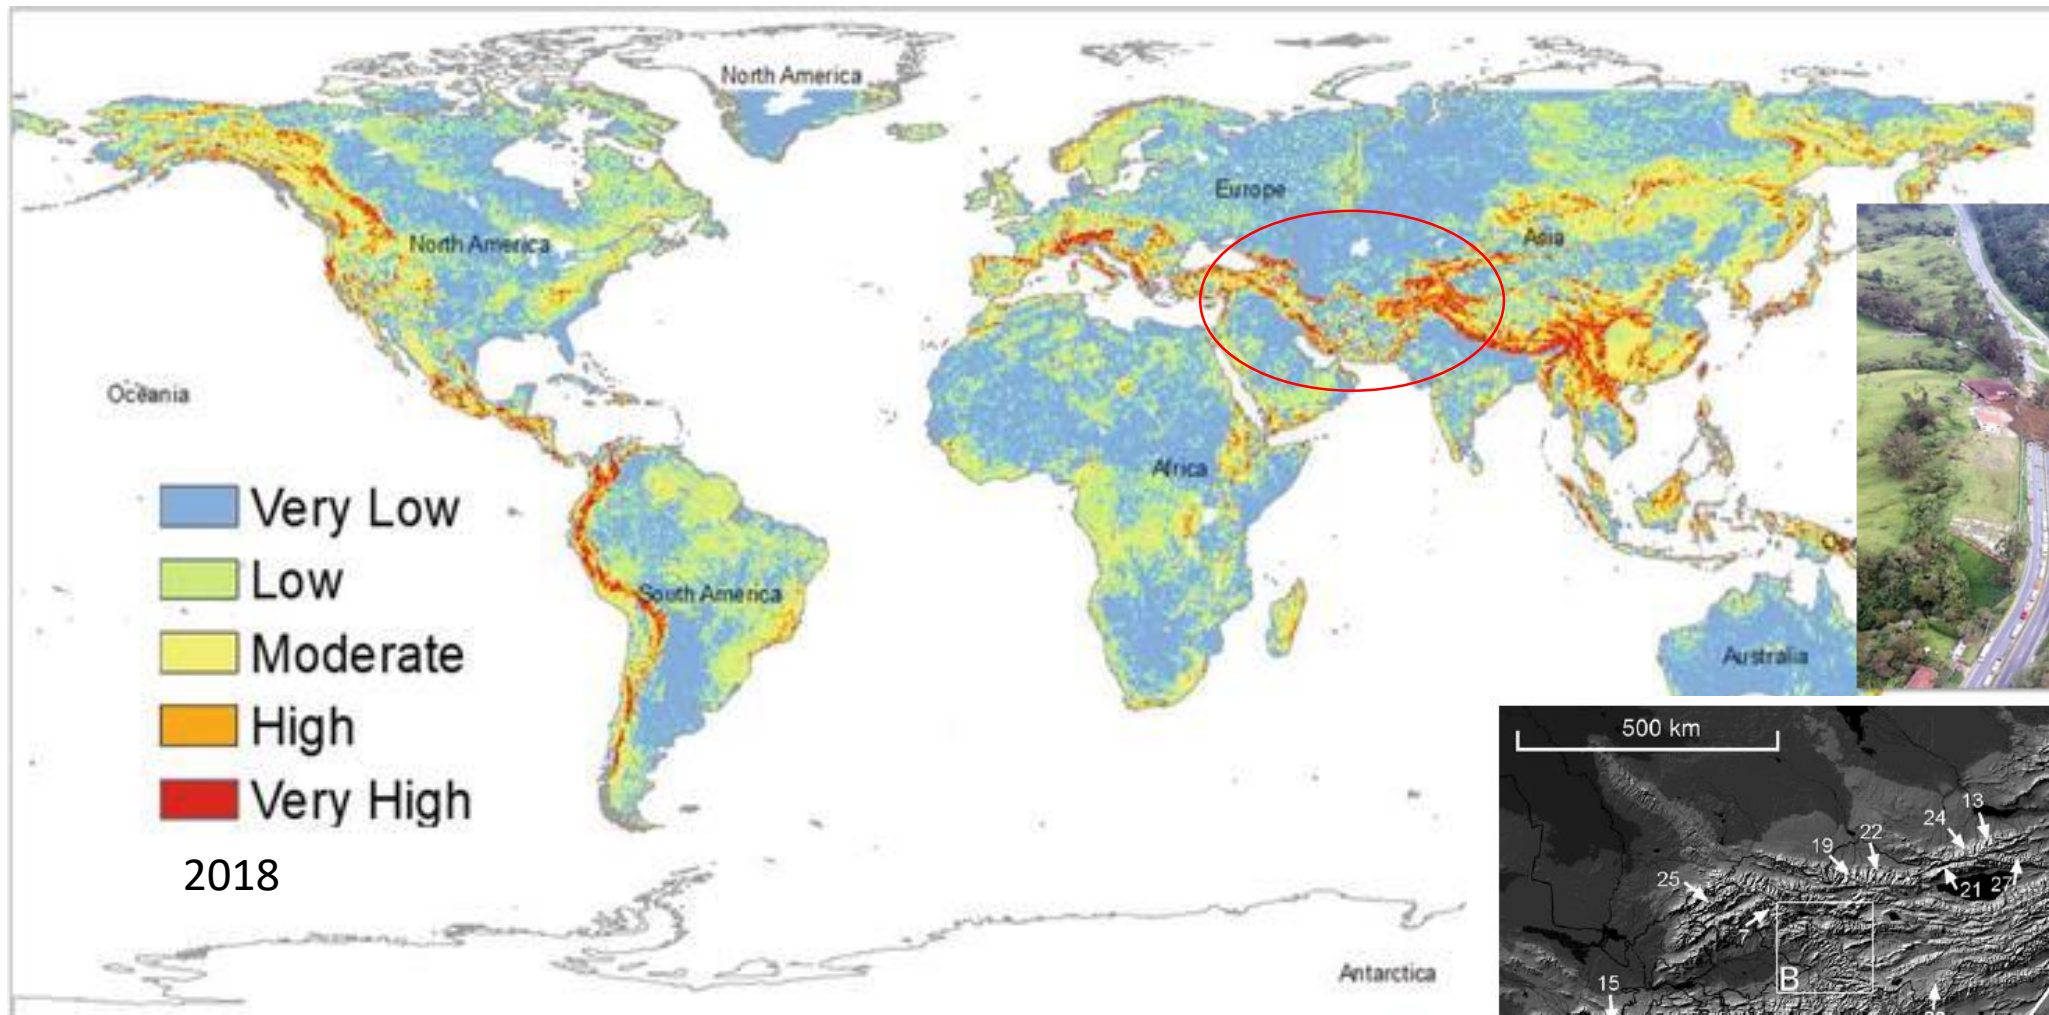 North America
Europe
North America
Asia
Oceania
Africa
Very Low
Low
South America
Moderate
Australia
High
500 km
Very High
13
24
22
19
2018
25
21
27
7
Antarctica
B
15